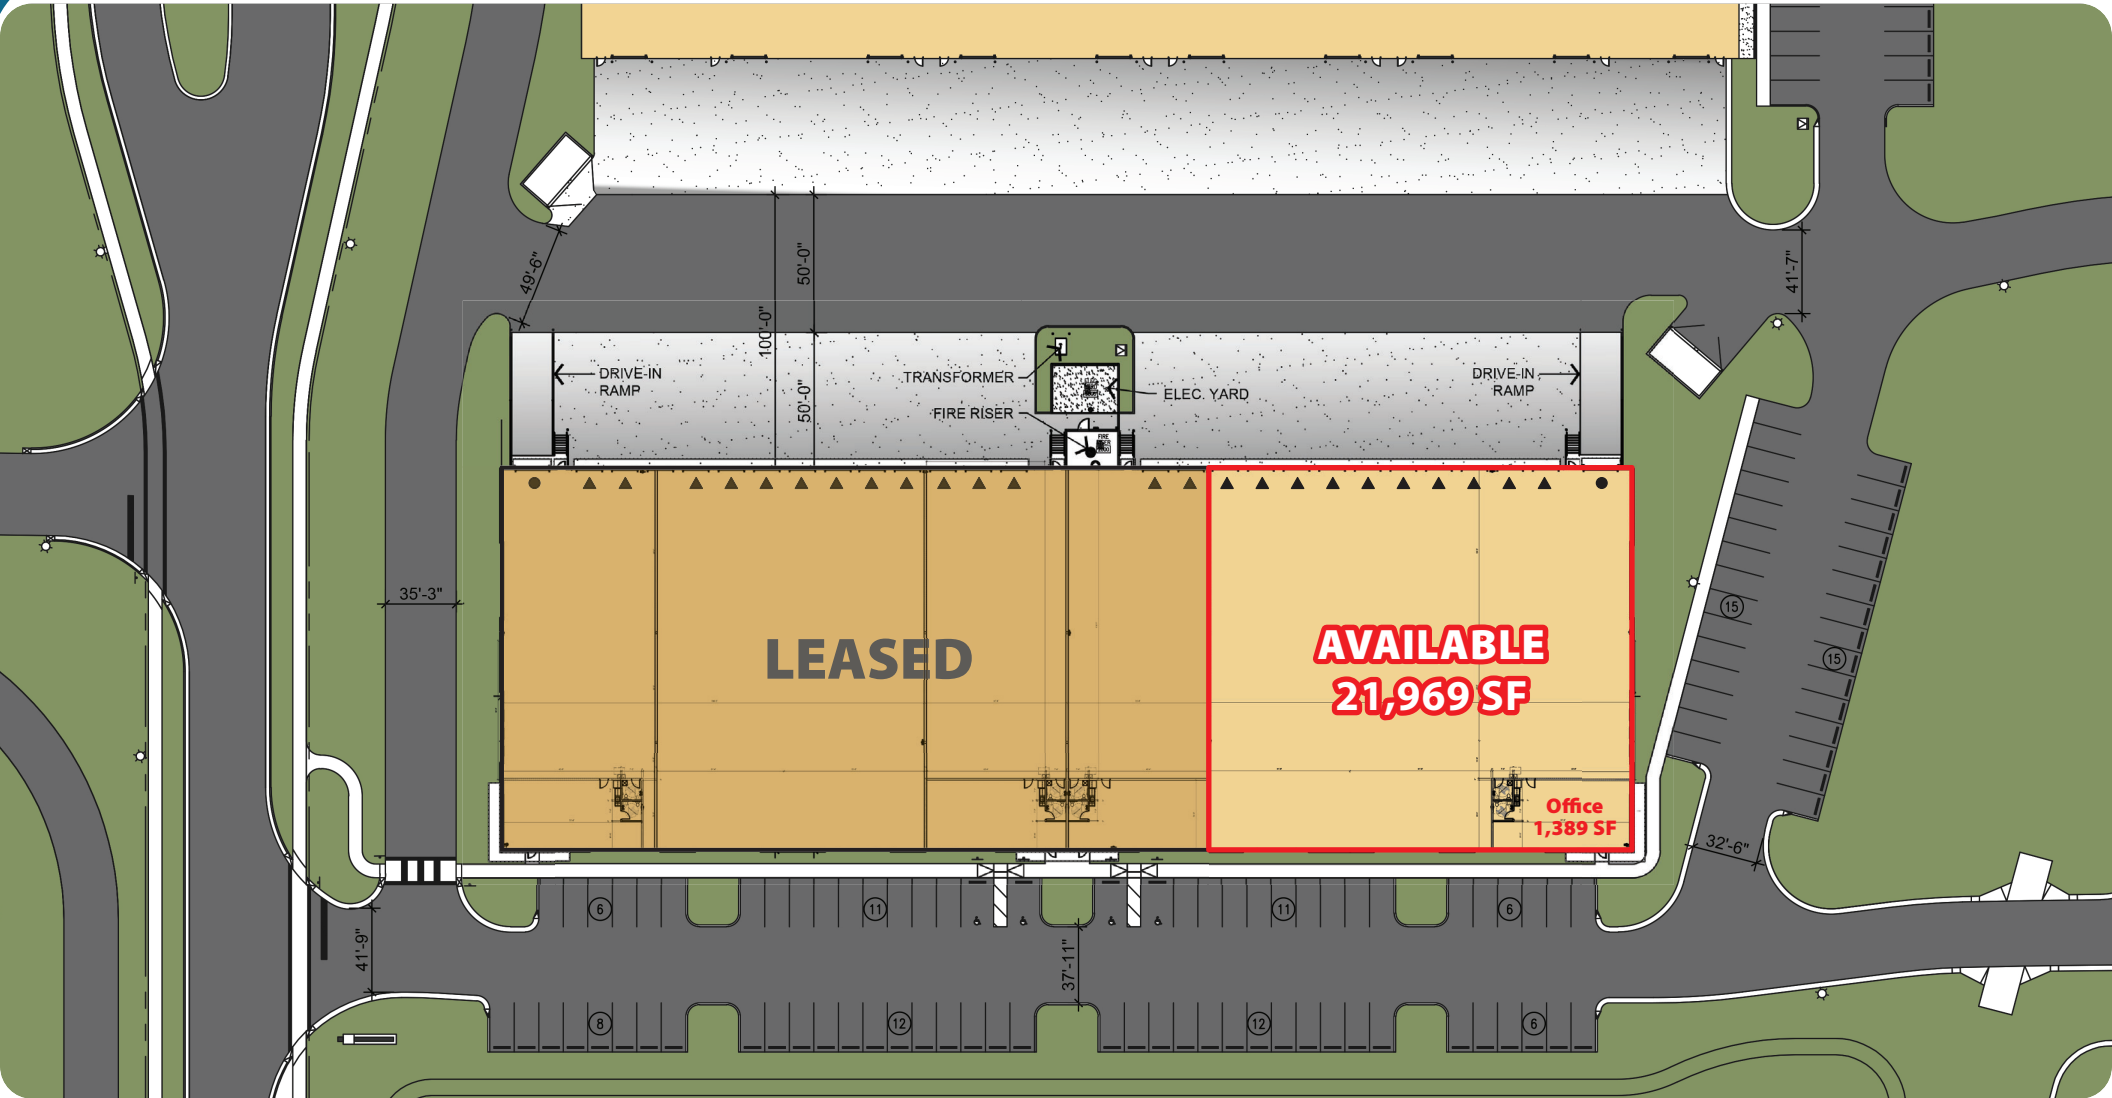 49'-6"
50'-0"
100'-0"
50'-0"
41'-7"
DRIVE-IN
RAMP
TRANSFORMER
FIRE RISER
ELEC. YARD
DRIVE-IN
RAMP
FIRE
35'-3"
LEASED
AVAILABLE
21,969 SF
Office
1,389 SF
15
15
32'-6"
6
11
11
6
41'-9"
37'-11"
8
12
12
6